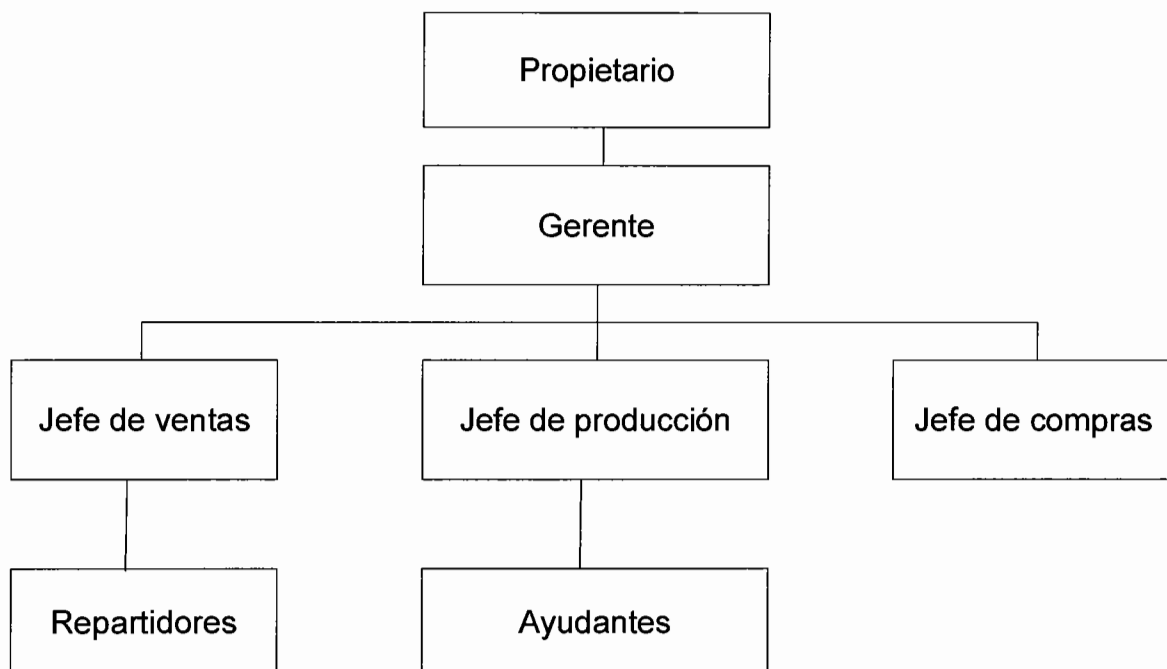 Propietario
Gerente
Jefe de ventas
Jefe de producción
Jefe de compras
Repartidores
Ayudantes